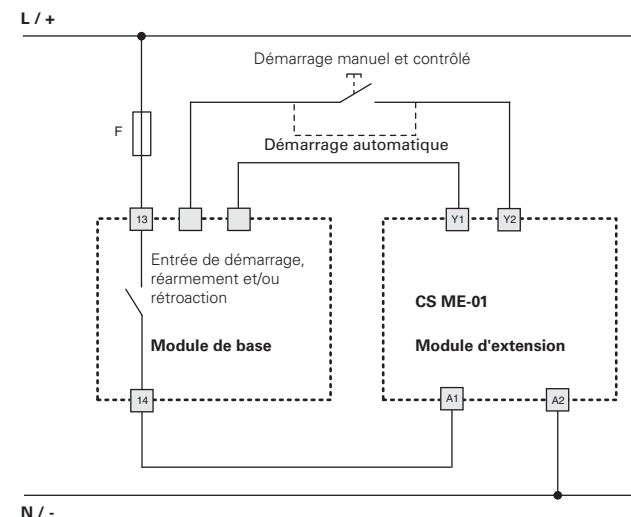 L / +
Démarrage manuel et contrôlé
F
Démarrage automatique
13
Y1
Y2
Entrée de démarrage,
réarmement et/ou
rétroaction
CS ME-01
Module de base
Module d'extension
14
A1
A2
N / -